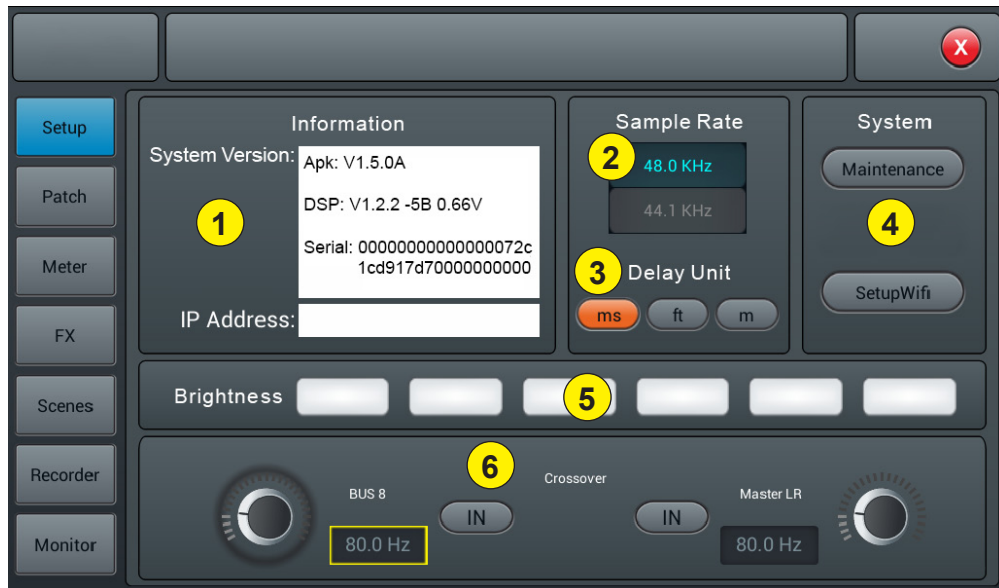 X
Setup
Patch
Meter
FX
Scenes
Recorder
Monitor
Information
System Version:
Apk: V1.5.0A
DSP: V1.2.2 -5B 0.66V
Serial: 00000000000000072c
1cd917d70000000000
IP Address:
1
Sample Rate
2
48.0 KHz
44.1 KHz
3
Delay Unit
ms ft m
System
Maintenance
4
SetupWifi
Brightness
5
6
BUS 8
80.0 Hz
IN
Crossover
IN
Master LR
80.0 Hz